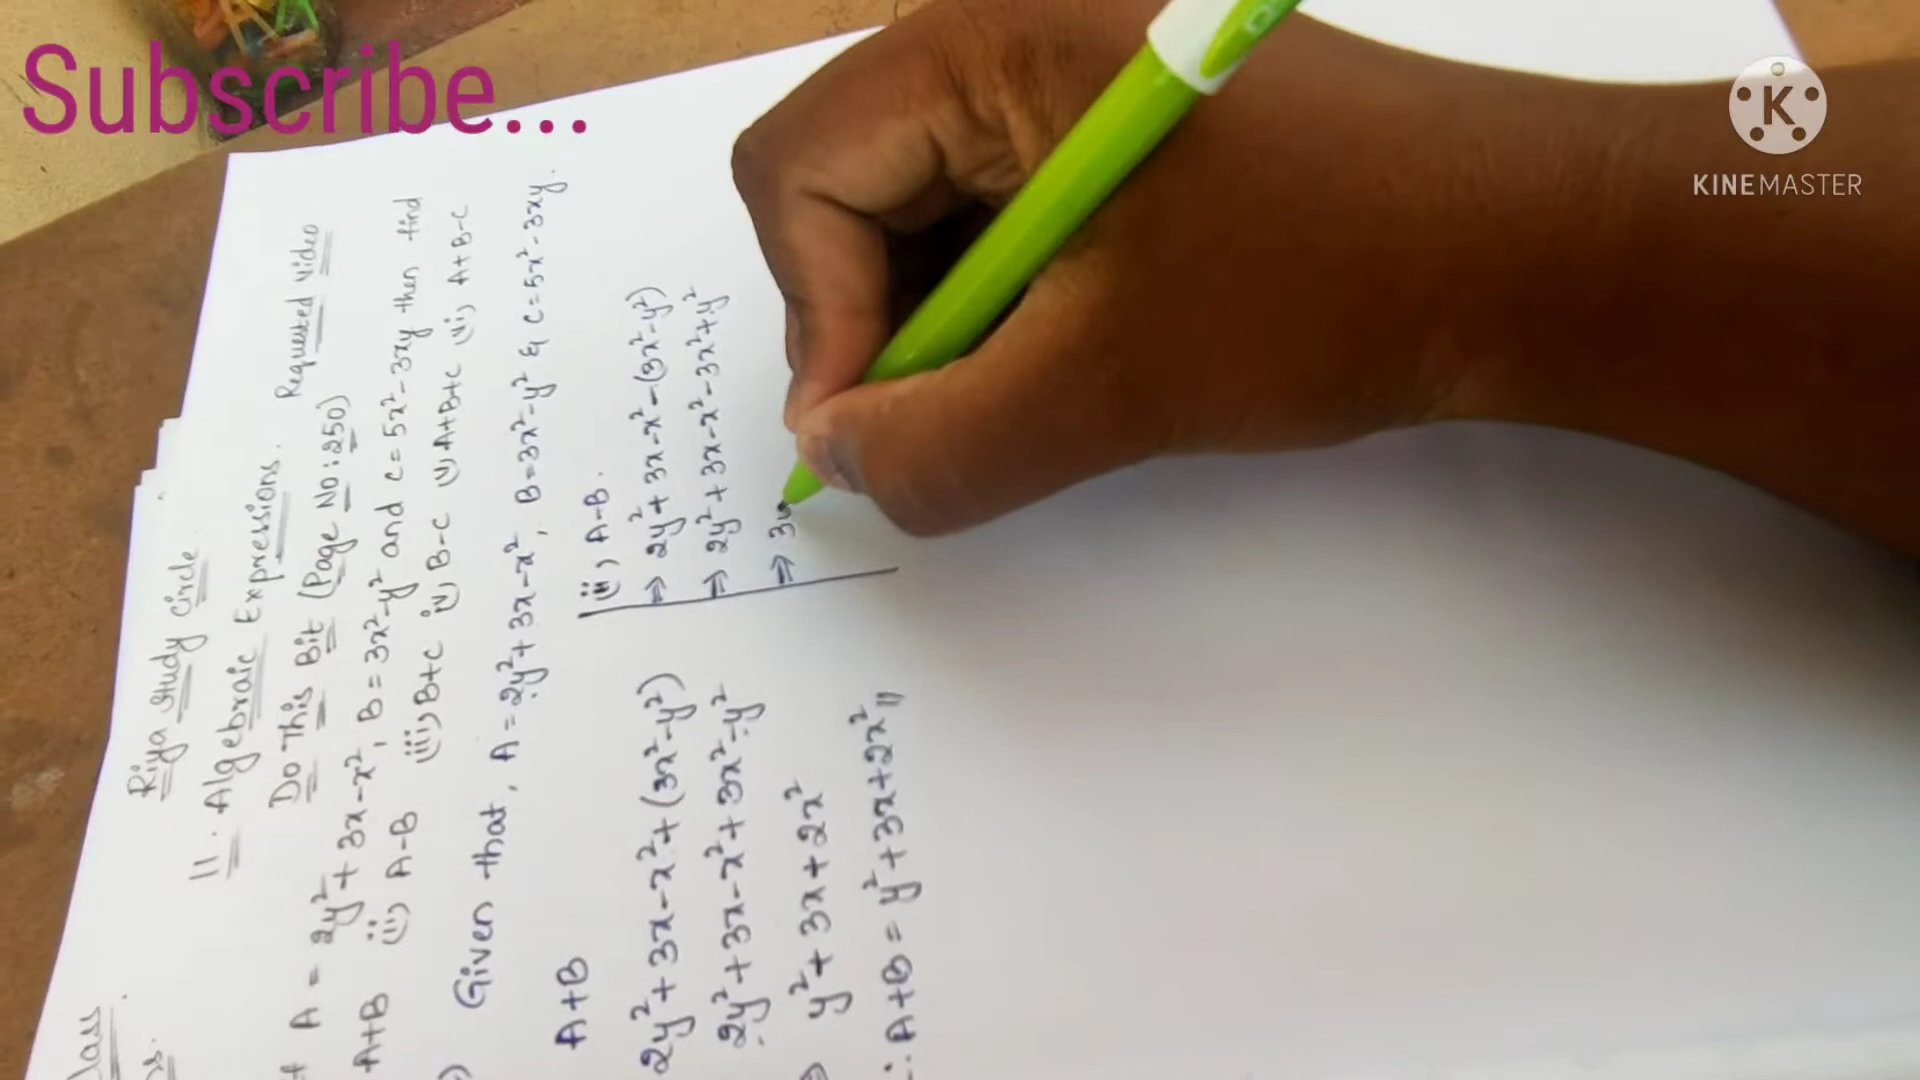 Subscribe...
KINEMASTER
Riya Study Circle.
11. Algebraic Expressions. Requested Video
Do This Bit (Page No:250)
A = 2y²+3x-x², B=3x²-y² and C=5x²-3xy then find
A+B (ii) A-B (iii) B+C iv) B-C (v) A+B+C (vi) A+B-C
Given that, A=2y²+3x-x², B=3x²-y² & C=5x²-3xy.
A+B
2y²+3x-x²+(3x²-y²)
2y²+3x-x²+3x²-y²
⇒ y²+3x+2x²
∴ A+B = y²+3x+2x²//
(ii) A-B.
⇒ 2y²+3x-x²-(3x²-y²)
⇒ 2y²+3x-x²-3x²+y²
⇒ 3y